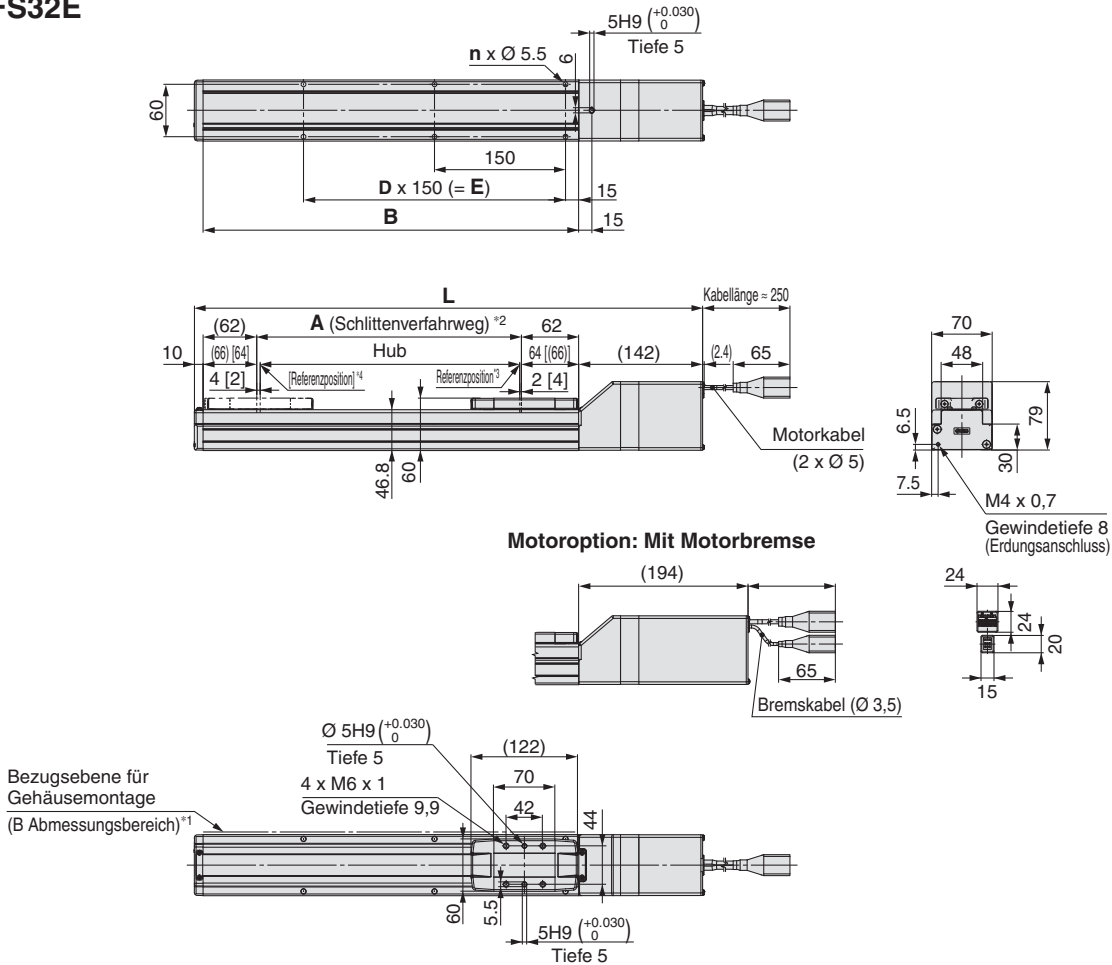 -S32E
5H9 (+0.030 0)
Tiefe 5
n x Ø 5.5
6
60
150
D x 150 (= E)
15
B
15
L
Kabellänge ≈ 250
(62)
A (Schlittenverfahrweg) *2
62
10
(66) [64]
Hub
64 [(66)]
(142)
(2.4)
65
4 [2]
[Referenzposition] *4
Referenzposition*3
2 [4]
46.8
60
Motorkabel
(2 x Ø 5)
70
48
79
6.5
30
7.5
M4 x 0,7
Gewindetiefe 8
(Erdungsanschluss)
Motoroption: Mit Motorbremse
(194)
65
Bremskabel (Ø 3,5)
24
24
20
15
Ø 5H9 (+0.030 0)
Tiefe 5
4 x M6 x 1
Gewindetiefe 9,9
(122)
70
42
44
Bezugsebene für
Gehäusemontage
(B Abmessungsbereich)*1
60
5.5
5H9 (+0.030 0)
Tiefe 5